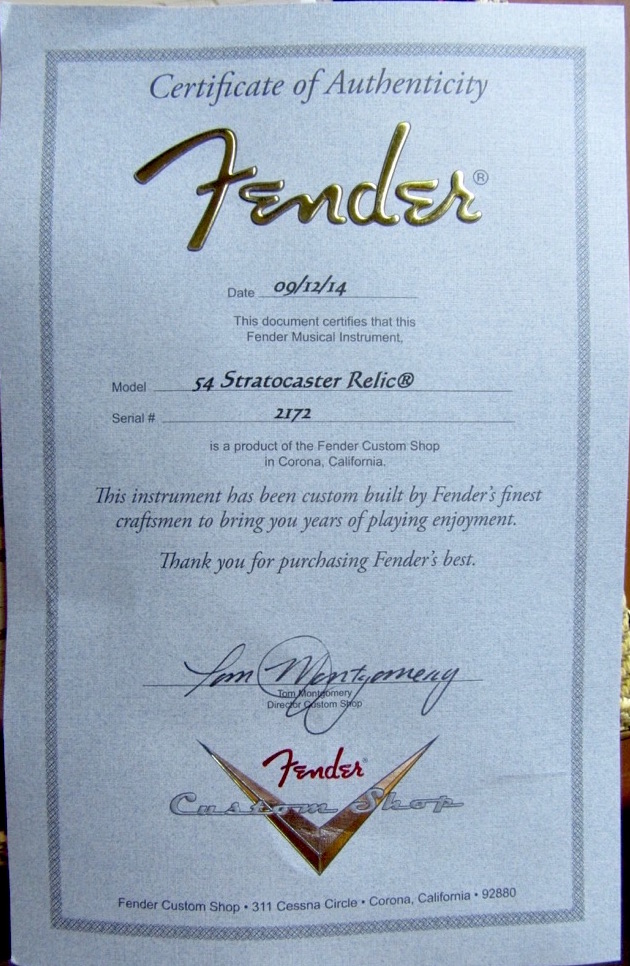 Certificate of Authenticity
Fender®
Date 09/12/14
This document certifies that this
Fender Musical Instrument,
Model 54 Stratocaster Relic®
Serial # 2172
is a product of the Fender Custom Shop
in Corona, California.
This instrument has been custom built by Fender's finest
craftsmen to bring you years of playing enjoyment.
Thank you for purchasing Fender's best.
Tom Montgomery
Tom Montgomery
Director Custom Shop
Fender®
Custom Shop
Fender Custom Shop • 311 Cessna Circle • Corona, California • 92880